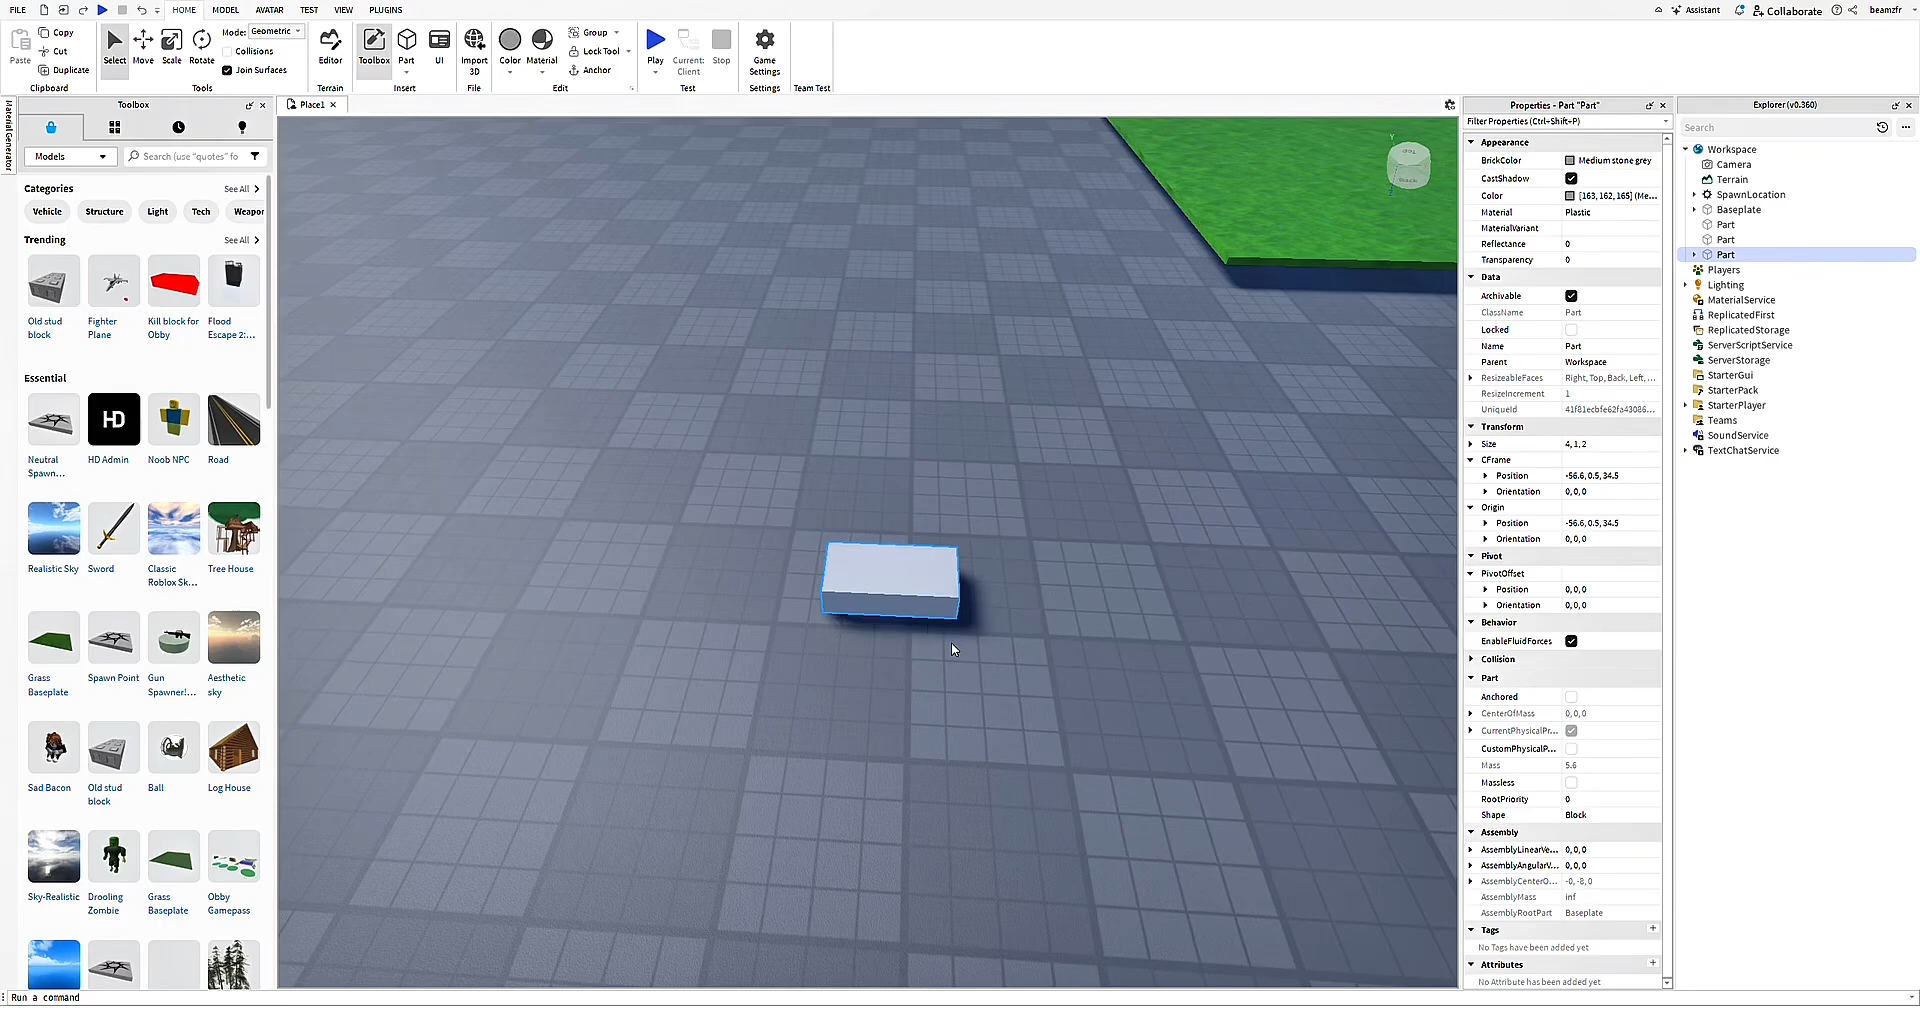 FILE HOME MODEL AVATAR TEST VIEW PLUGINS Assistant Collaborate beamzfr
Paste Copy Cut Duplicate Clipboard
Select Move Scale Rotate Mode: Geometric Collisions Join Surfaces Tools
Editor Terrain
Toolbox Part UI Insert
Import 3D File
Color Material Group Lock Tool Anchor Edit
Play Current: Client Stop Test
Game Settings Settings
Team Test
Material Generator
Toolbox
Models Search (use "quotes" fo
Categories See All
Vehicle Structure Light Tech Weapon
Trending See All
Old stud block
Fighter Plane
Kill block for Obby
Flood Escape 2:...
Essential
HD
Neutral Spawn...
HD Admin
Noob NPC
Road
Realistic Sky
Sword
Classic Roblox Sk...
Tree House
Grass Baseplate
Spawn Point
Gun Spawner!...
Aesthetic sky
Sad Bacon
Old stud block
Ball
Log House
Sky-Realistic
Drooling Zombie
Grass Baseplate
Obby Gamepass
Run a command
Place1
Y
Top
Back
Properties - Part "Part"
Filter Properties (Ctrl+Shift+P)
Appearance
BrickColor Medium stone grey
CastShadow
Color [163, 162, 165] (Me...
Material Plastic
MaterialVariant
Reflectance 0
Transparency 0
Data
Archivable
ClassName Part
Locked
Name Part
Parent Workspace
ResizeableFaces Right, Top, Back, Left, ...
ResizeIncrement 1
UniqueId 41f81ecbfe62fa43086...
Transform
Size 4, 1, 2
CFrame
Position -56.6, 0.5, 34.5
Orientation 0, 0, 0
Origin
Position -56.6, 0.5, 34.5
Orientation 0, 0, 0
Pivot
PivotOffset
Position 0, 0, 0
Orientation 0, 0, 0
Behavior
EnableFluidForces
Collision
Part
Anchored
CenterOfMass 0, 0, 0
CurrentPhysicalPr...
CustomPhysicalP...
Mass 5.6
Massless
RootPriority 0
Shape Block
Assembly
AssemblyLinearVe... 0, 0, 0
AssemblyAngularV... 0, 0, 0
AssemblyCenterO... -0, -8, 0
AssemblyMass inf
AssemblyRootPart Baseplate
Tags
No Tags have been added yet
Attributes
No Attribute has been added yet
Explorer (v0.360)
Search
Workspace
Camera
Terrain
SpawnLocation
Baseplate
Part
Part
Part
Players
Lighting
MaterialService
ReplicatedFirst
ReplicatedStorage
ServerScriptService
ServerStorage
StarterGui
StarterPack
StarterPlayer
Teams
SoundService
TextChatService